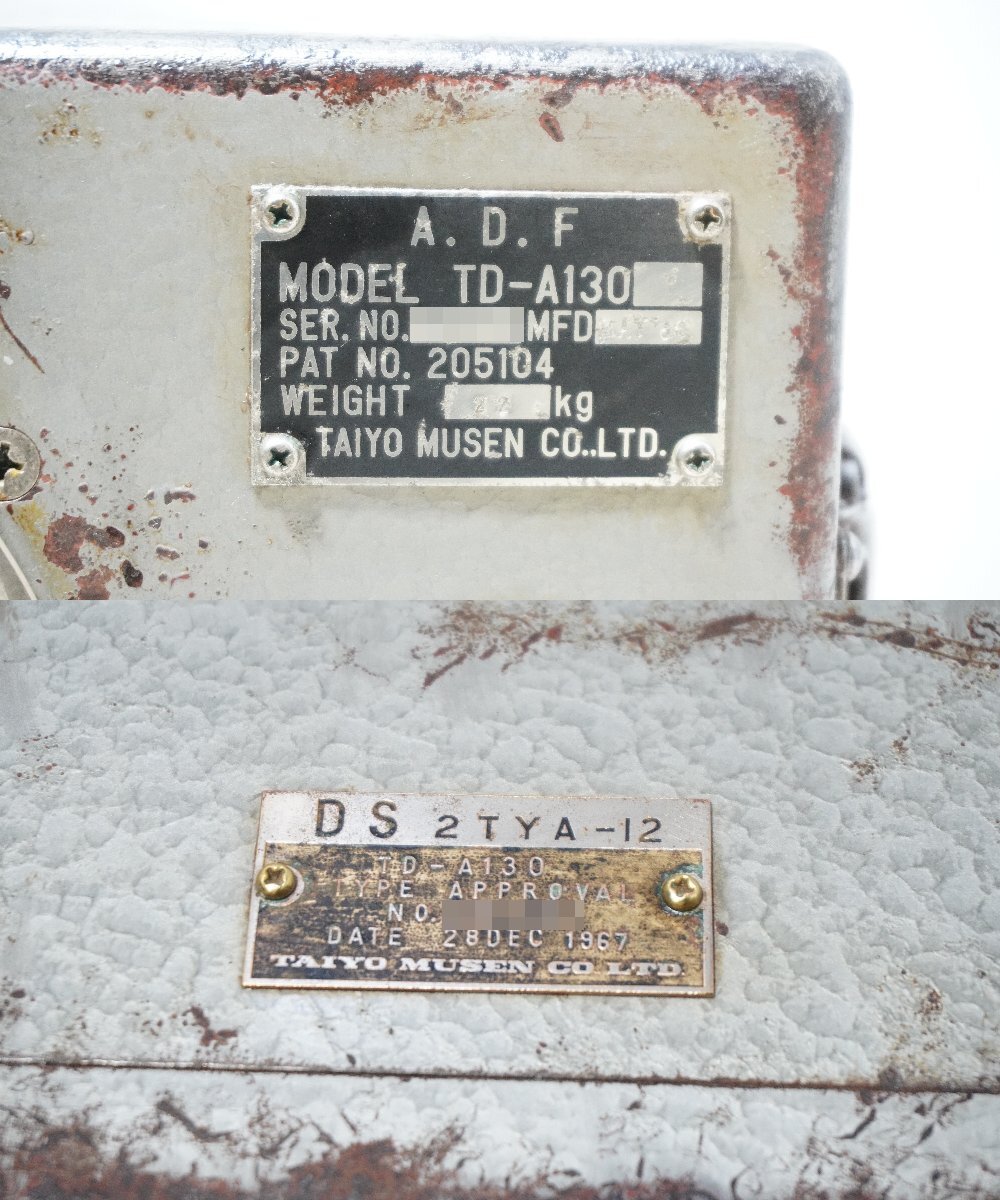 A. D. F
MODEL TD-A130
SER. NO. MFD
PAT NO. 205104
WEIGHT 22 kg
TAIYO MUSEN CO.,LTD.
DS 2TYA-12
TD-A130
TYPE APPROVAL
NO.
DATE 28DEC 1967
TAIYO MUSEN CO LTD